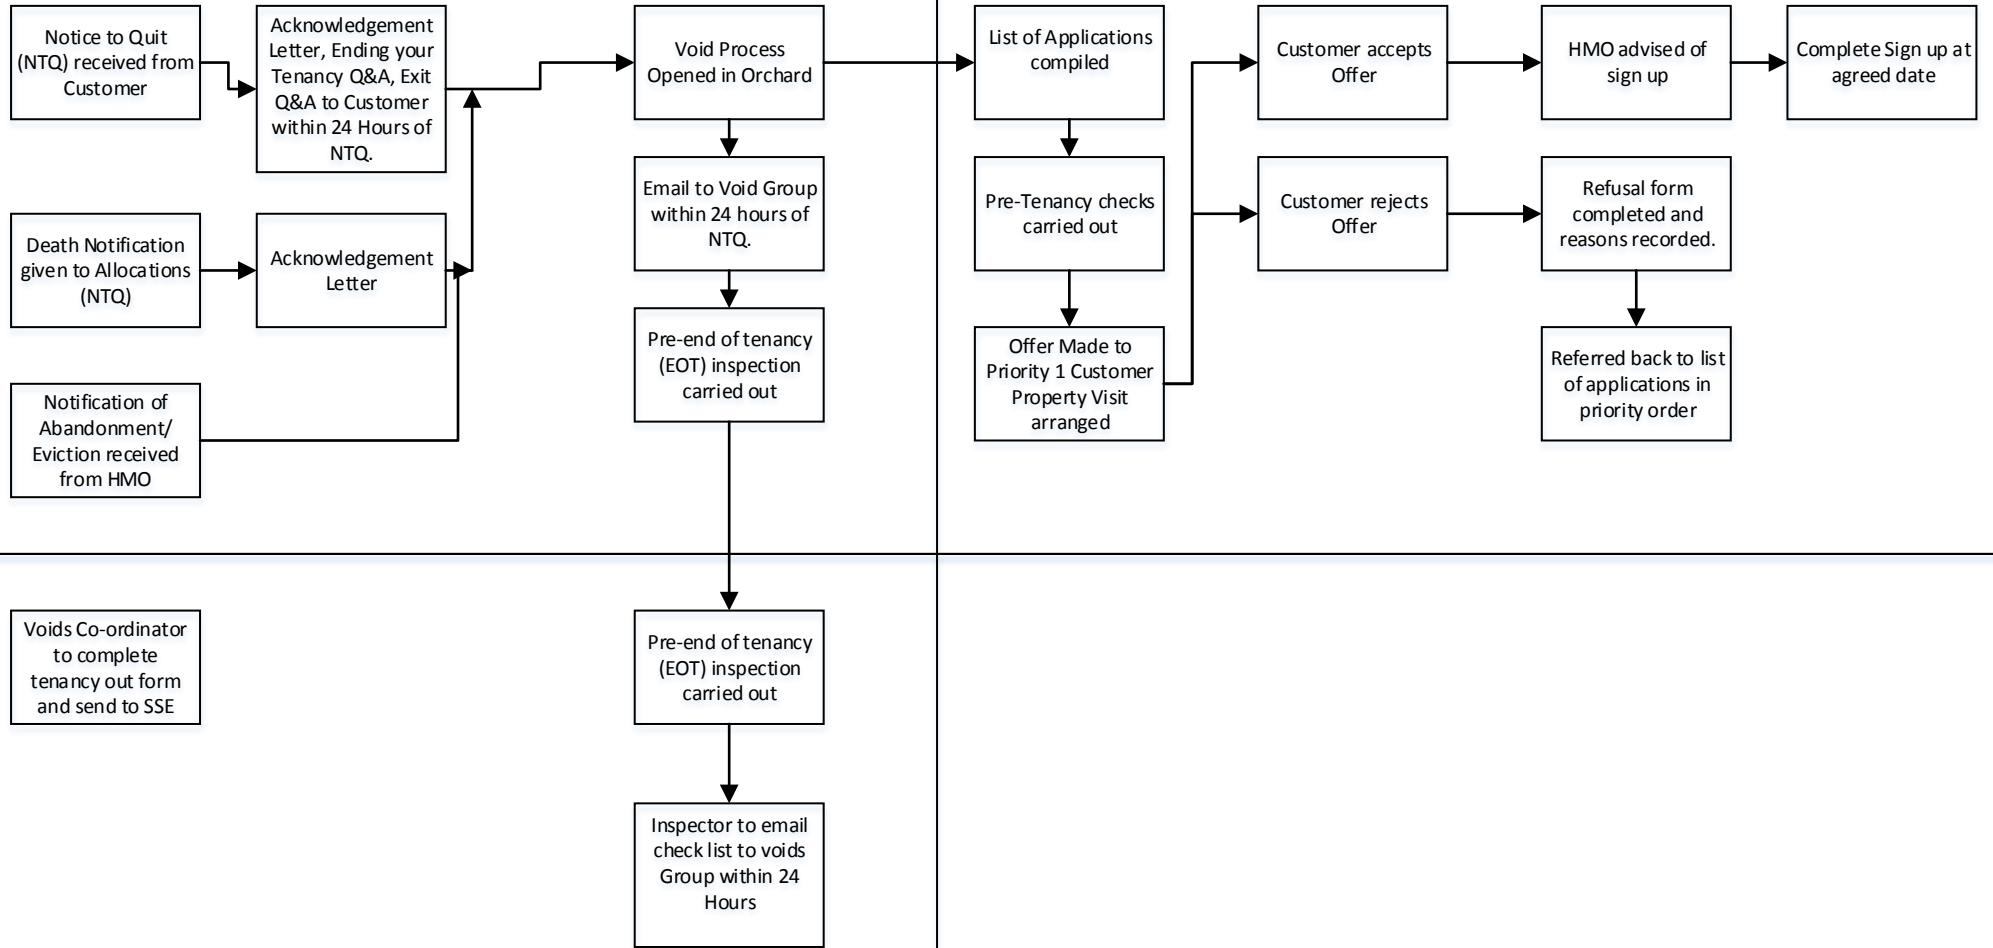 Notice to Quit
(NTQ) received from
Customer
Acknowledgement
Letter, Ending your
Tenancy Q&A, Exit
Q&A to Customer
within 24 Hours of
NTQ.
Void Process
Opened in Orchard
List of Applications
compiled
Customer accepts
Offer
HMO advised of
sign up
Complete Sign up at
agreed date
Death Notification
given to Allocations
(NTQ)
Acknowledgement
Letter
Email to Void Group
within 24 hours of
NTQ.
Pre-Tenancy checks
carried out
Customer rejects
Offer
Refusal form
completed and
reasons recorded.
Notification of
Abandonment/
Eviction received
from HMO
Pre-end of tenancy
(EOT) inspection
carried out
Offer Made to
Priority 1 Customer
Property Visit
arranged
Referred back to list
of applications in
priority order
Voids Co-ordinator
to complete
tenancy out form
and send to SSE
Pre-end of tenancy
(EOT) inspection
carried out
Inspector to email
check list to voids
Group within 24
Hours